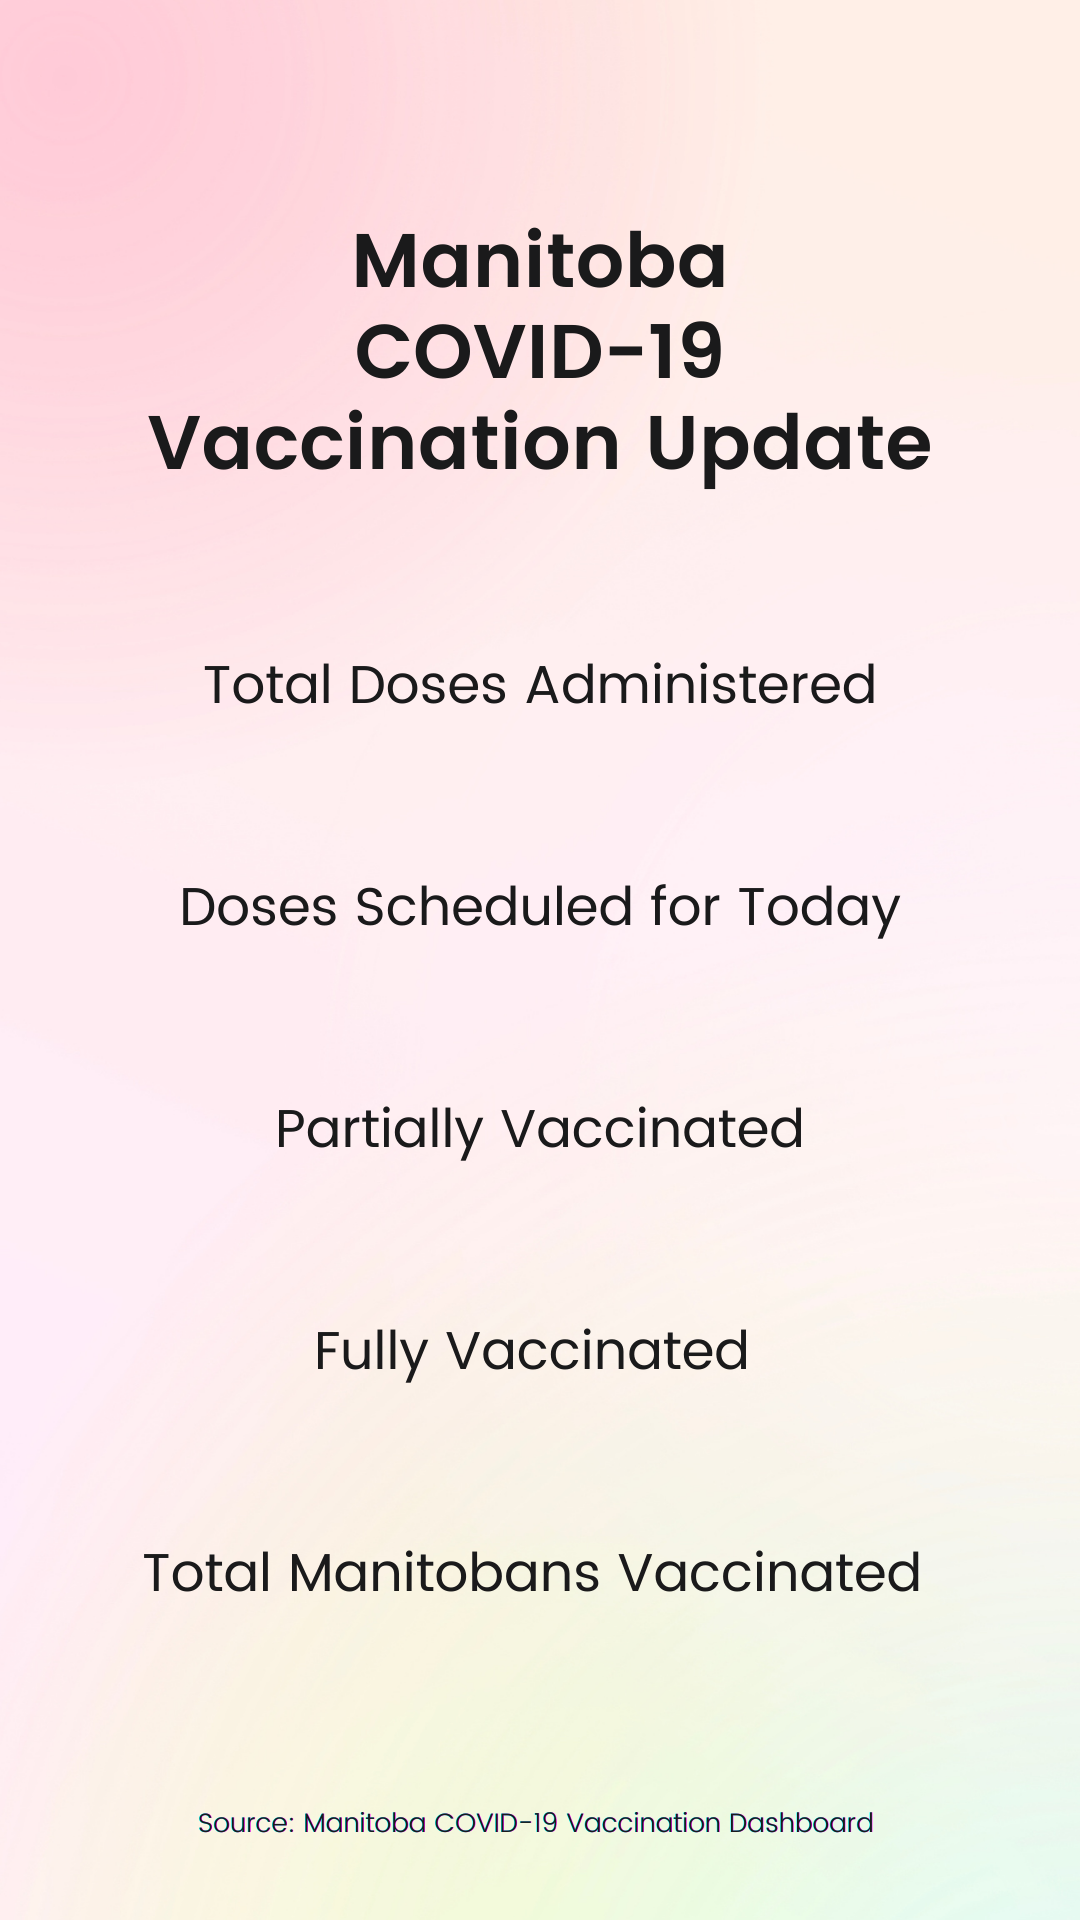 Manitoba
COVID-19
Vaccination Update
Total Doses Administered
Doses Scheduled for Today
Partially Vaccinated
Fully Vaccinated
Total Manitobans Vaccinated
Source: Manitoba COVID-19 Vaccination Dashboard